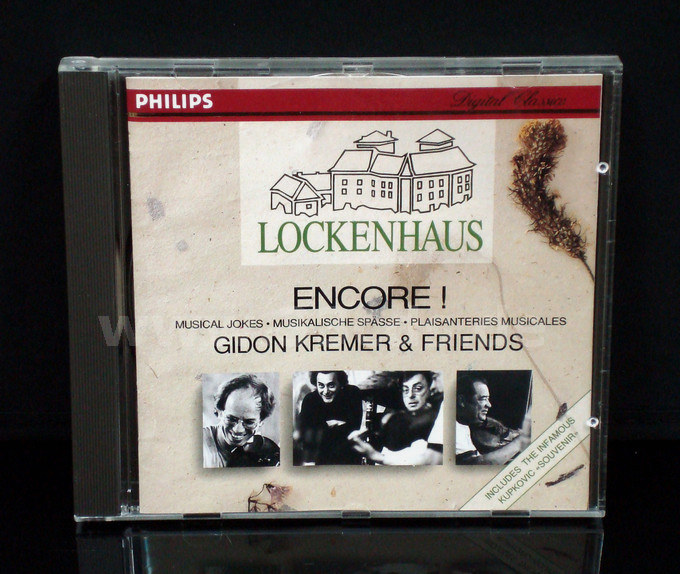 PHILIPS
Digital Classics
LOCKENHAUS
ENCORE !
MUSICAL JOKES • MUSIKALISCHE SPÄSSE • PLAISANTERIES MUSICALES
GIDON KREMER & FRIENDS
INCLUDES THE INFAMOUS
KUPKOVIC «SOUVENIR»